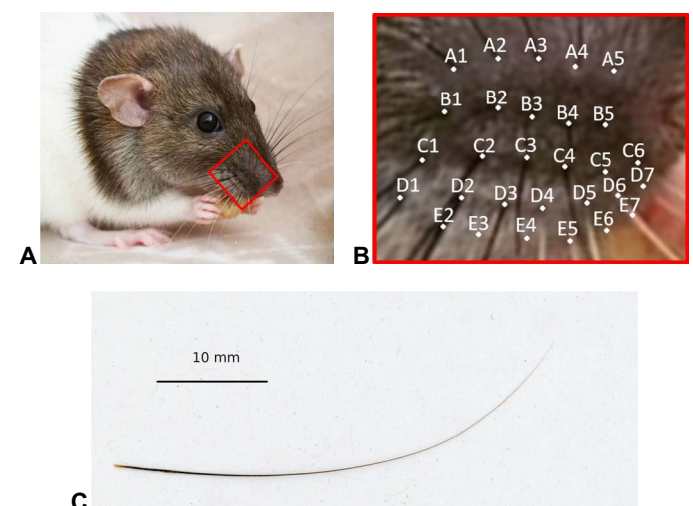 A
B
A1 A2 A3 A4 A5
B1 B2 B3 B4 B5
C1 C2 C3 C4 C5 C6
D1 D2 D3 D4 D5 D6 D7
E2 E3 E4 E5 E6 E7
10 mm
C